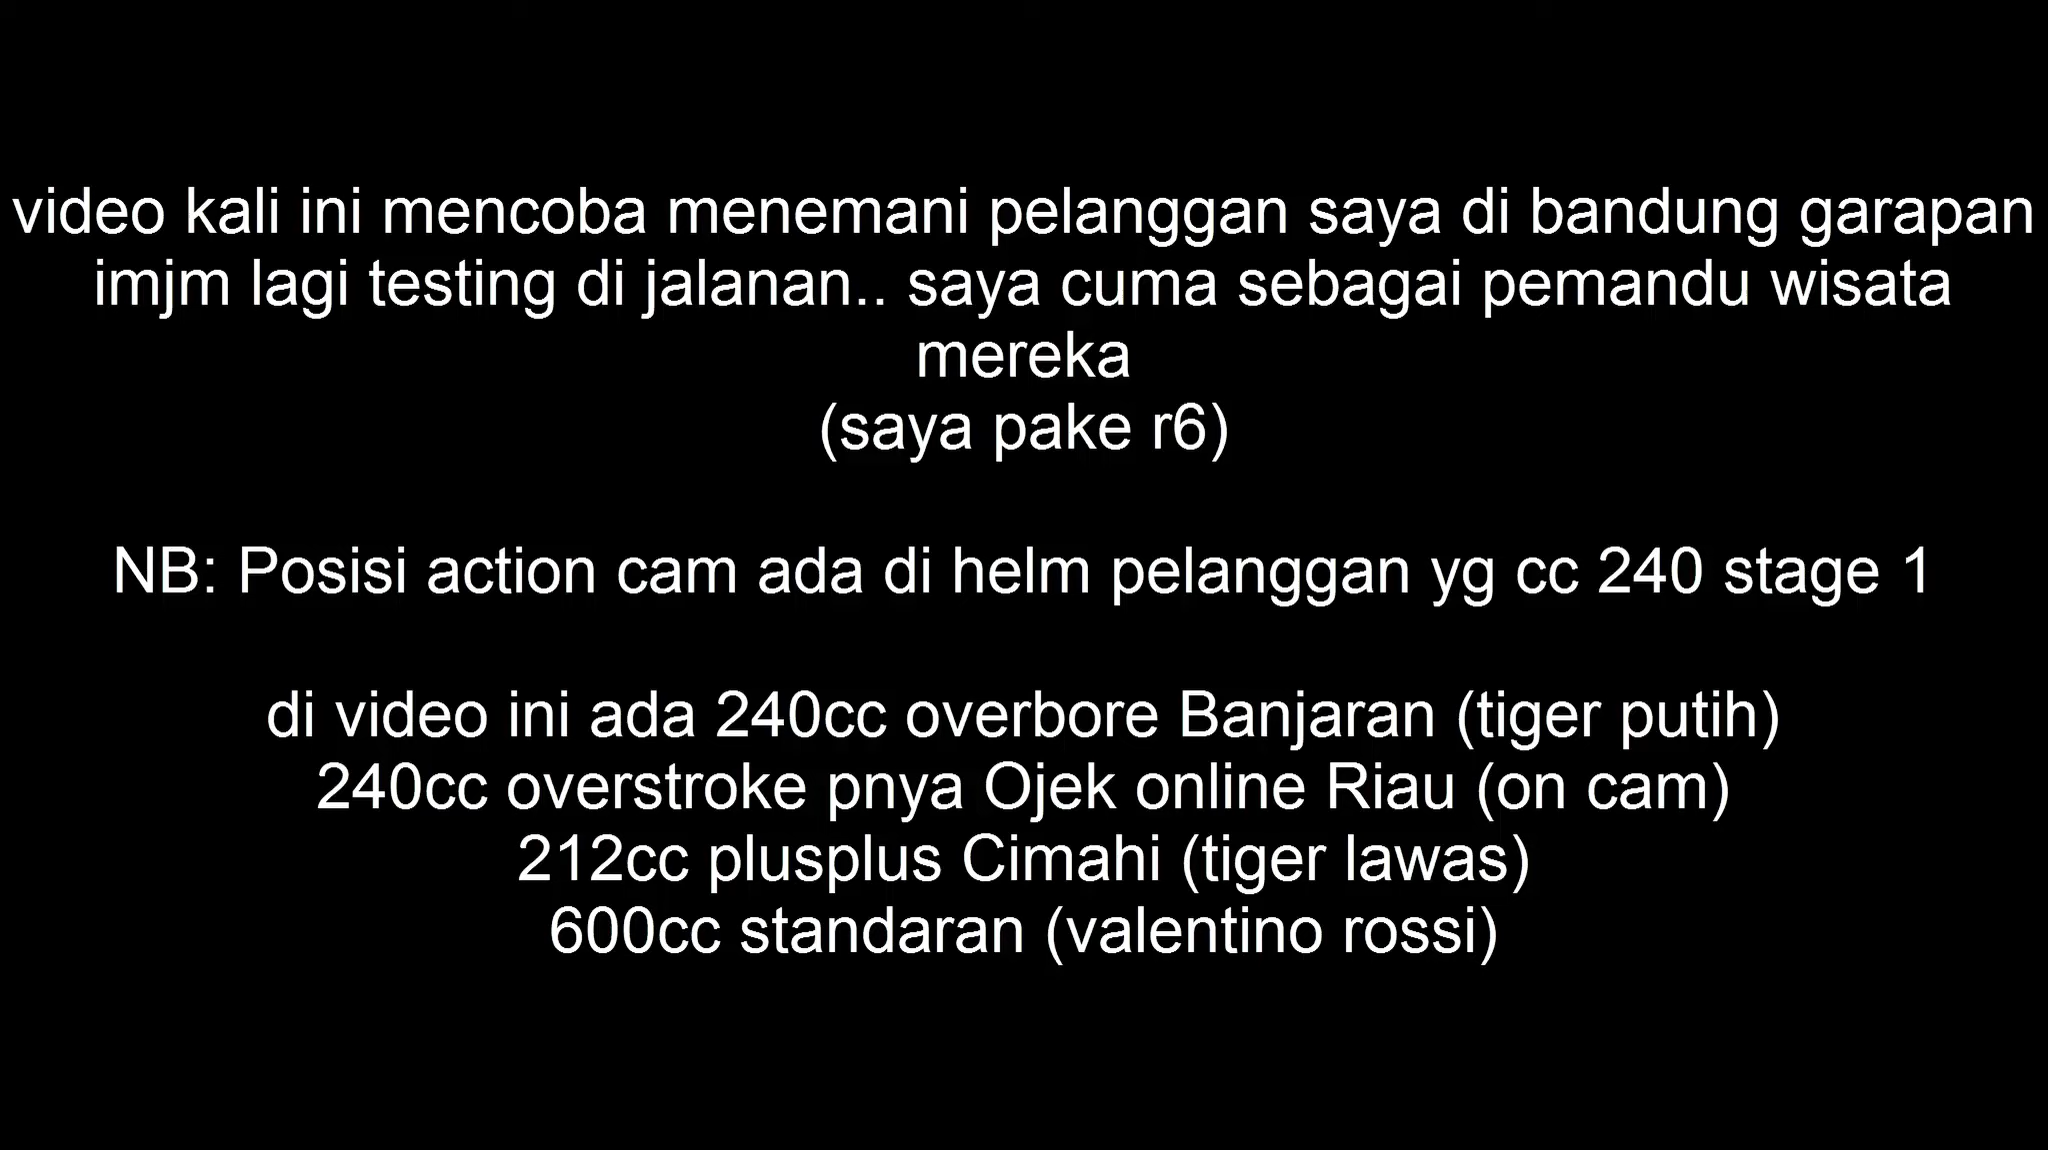 video kali ini mencoba menemani pelanggan saya di bandung garapan
imjm lagi testing di jalanan.. saya cuma sebagai pemandu wisata
mereka
(saya pake r6)
NB: Posisi action cam ada di helm pelanggan yg cc 240 stage 1
di video ini ada 240cc overbore Banjaran (tiger putih)
240cc overstroke pnya Ojek online Riau (on cam)
212cc plusplus Cimahi (tiger lawas)
600cc standaran (valentino rossi)